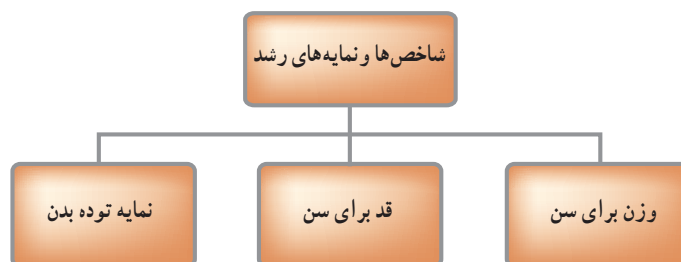 شاخص‌ها و نمایه‌های رشد
وزن برای سن
قد برای سن
نمایه توده بدن